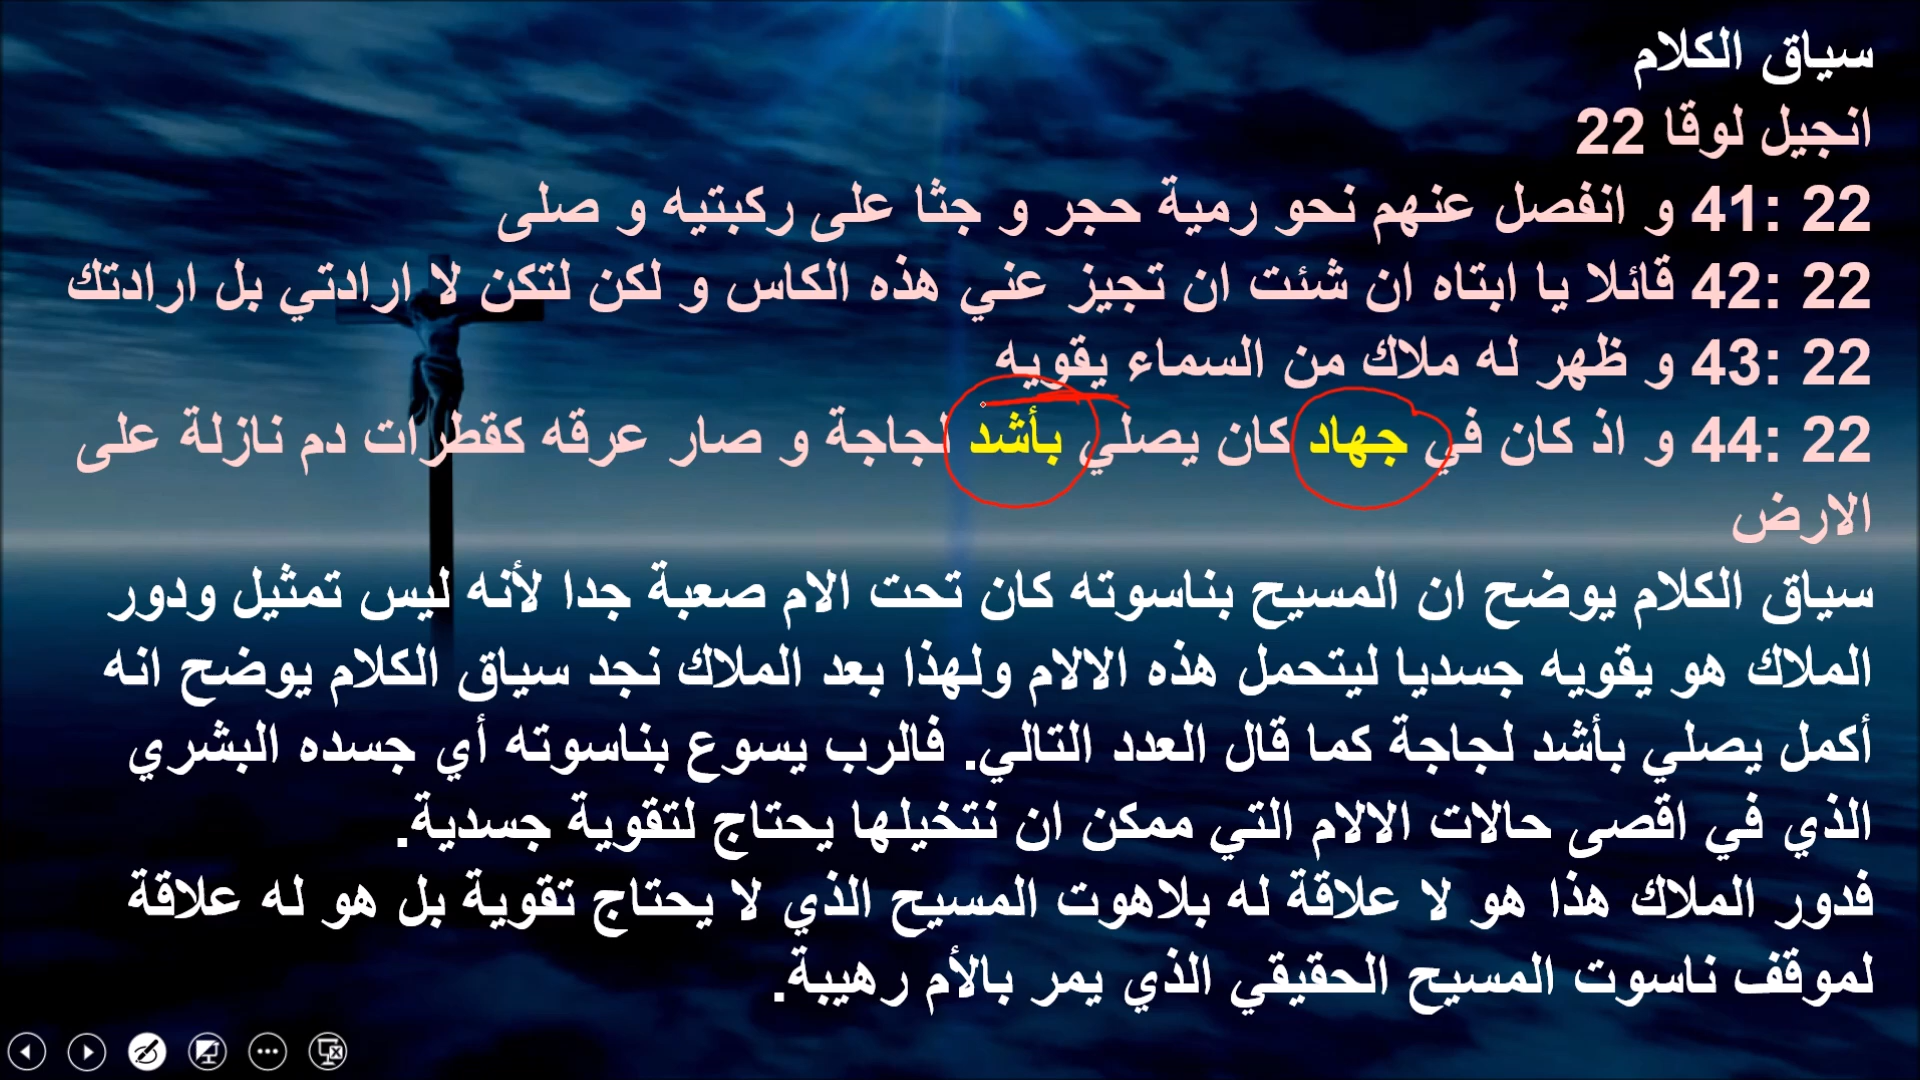 سياق الكلام
انجيل لوقا 22
22 :41 و انفصل عنهم نحو رمية حجر و جثا على ركبتيه و صلى
22 :42 قائلا يا ابتاه ان شئت ان تجيز عني هذه الكاس و لكن لتكن لا ارادتي بل ارادتك
22 :43 و ظهر له ملاك من السماء يقويه
22 :44 و اذ كان في جهاد كان يصلي بأشد لجاجة و صار عرقه كقطرات دم نازلة على
الارض
سياق الكلام يوضح ان المسيح بناسوته كان تحت الام صعبة جدا لأنه ليس تمثيل ودور
الملاك هو يقويه جسديا ليتحمل هذه الالام ولهذا بعد الملاك نجد سياق الكلام يوضح انه
أكمل يصلي بأشد لجاجة كما قال العدد التالي. فالرب يسوع بناسوته أي جسده البشري
الذي في اقصى حالات الالام التي ممكن ان نتخيلها يحتاج لتقوية جسدية.
فدور الملاك هذا هو لا علاقة له بلاهوت المسيح الذي لا يحتاج تقوية بل هو له علاقة
لموقف ناسوت المسيح الحقيقي الذي يمر بالأم رهيبة.